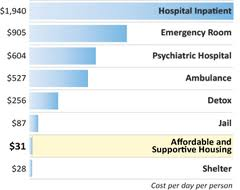 $1,940 Hospital Inpatient
$905 Emergency Room
$604 Psychiatric Hospital
$527 Ambulance
$256 Detox
$87 Jail
$31 Affordable and
Supportive Housing
$28 Shelter
Cost per day per person